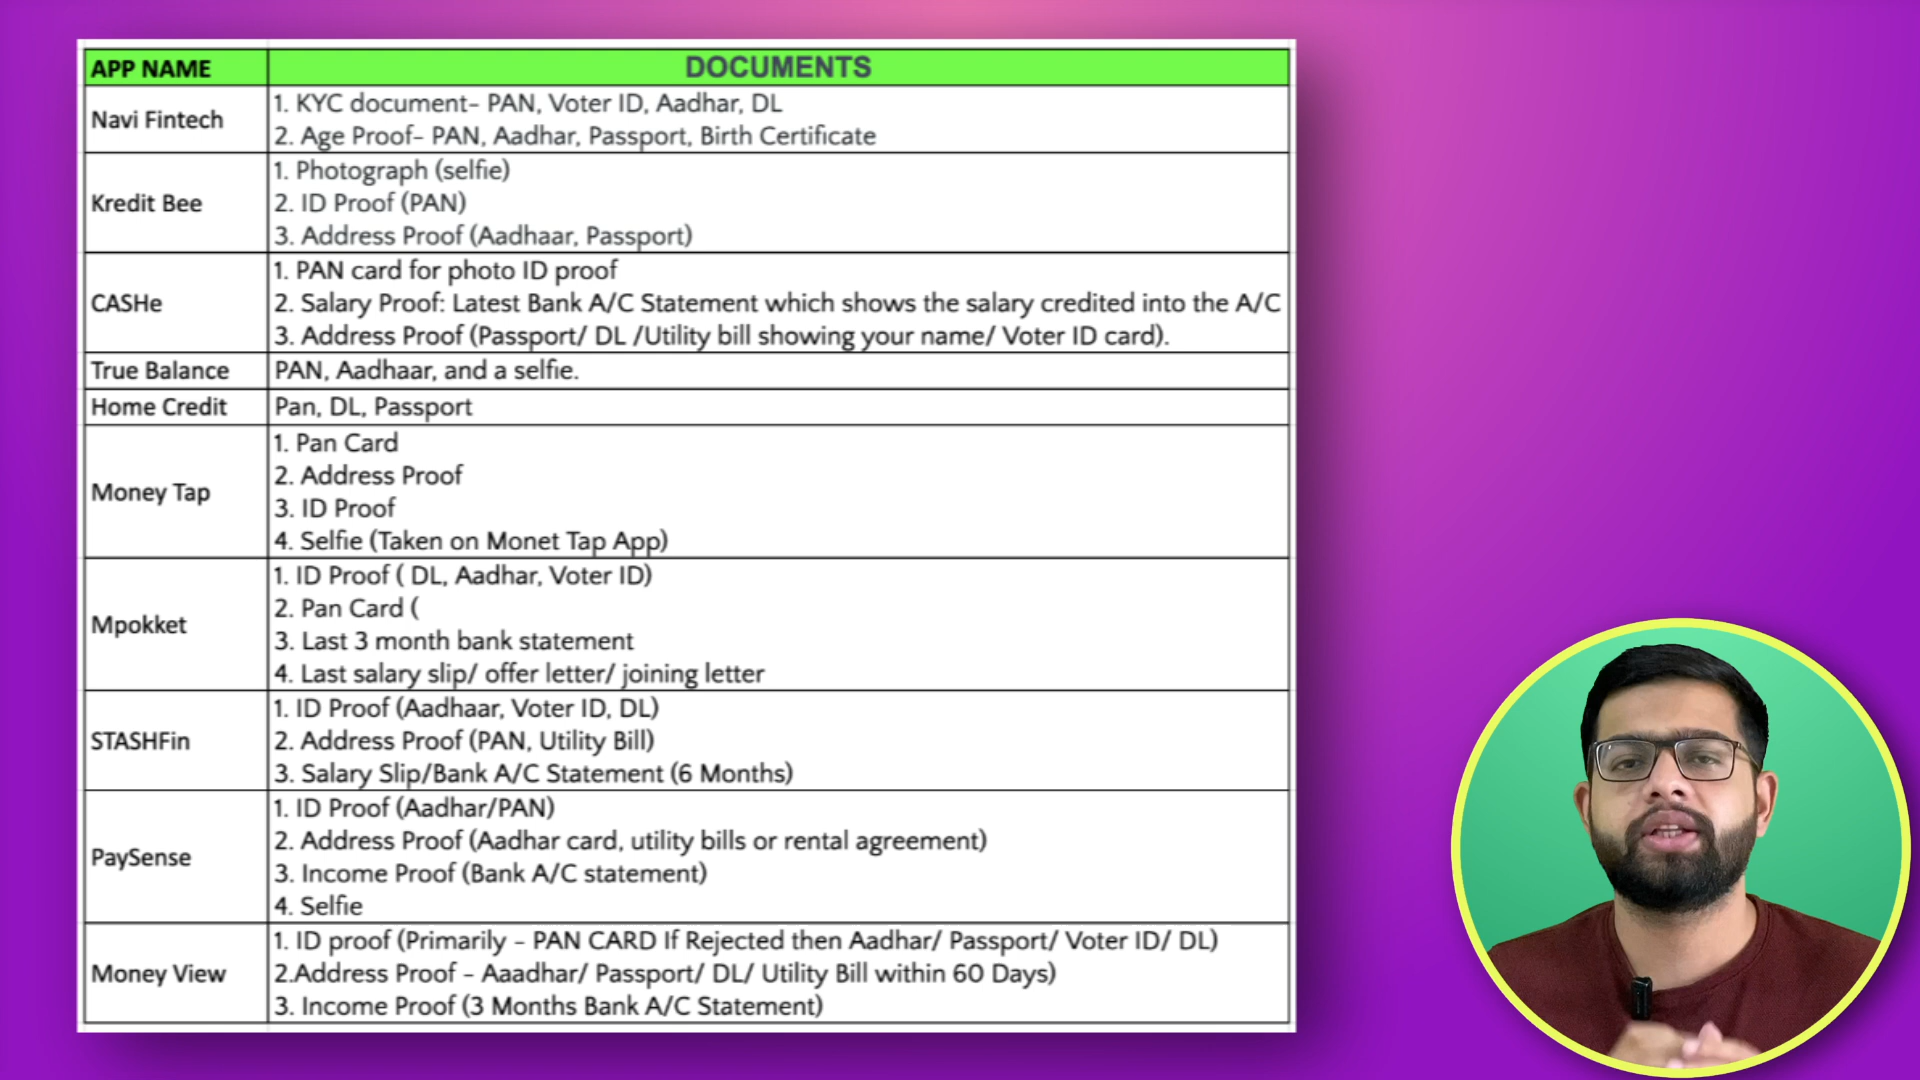 APP NAME DOCUMENTS
Navi Fintech
1. KYC document- PAN, Voter ID, Aadhar, DL
2. Age Proof- PAN, Aadhar, Passport, Birth Certificate
Kredit Bee
1. Photograph (selfie)
2. ID Proof (PAN)
3. Address Proof (Aadhaar, Passport)
CASHe
1. PAN card for photo ID proof
2. Salary Proof: Latest Bank A/C Statement which shows the salary credited into the A/C
3. Address Proof (Passport/ DL /Utility bill showing your name/ Voter ID card).
True Balance PAN, Aadhaar, and a selfie.
Home Credit Pan, DL, Passport
Money Tap
1. Pan Card
2. Address Proof
3. ID Proof
4. Selfie (Taken on Monet Tap App)
Mpokket
1. ID Proof ( DL, Aadhar, Voter ID)
2. Pan Card (
3. Last 3 month bank statement
4. Last salary slip/ offer letter/ joining letter
STASHFin
1. ID Proof (Aadhaar, Voter ID, DL)
2. Address Proof (PAN, Utility Bill)
3. Salary Slip/Bank A/C Statement (6 Months)
PaySense
1. ID Proof (Aadhar/PAN)
2. Address Proof (Aadhar card, utility bills or rental agreement)
3. Income Proof (Bank A/C statement)
4. Selfie
Money View
1. ID proof (Primarily - PAN CARD If Rejected then Aadhar/ Passport/ Voter ID/ DL)
2.Address Proof - Aaadhar/ Passport/ DL/ Utility Bill within 60 Days)
3. Income Proof (3 Months Bank A/C Statement)